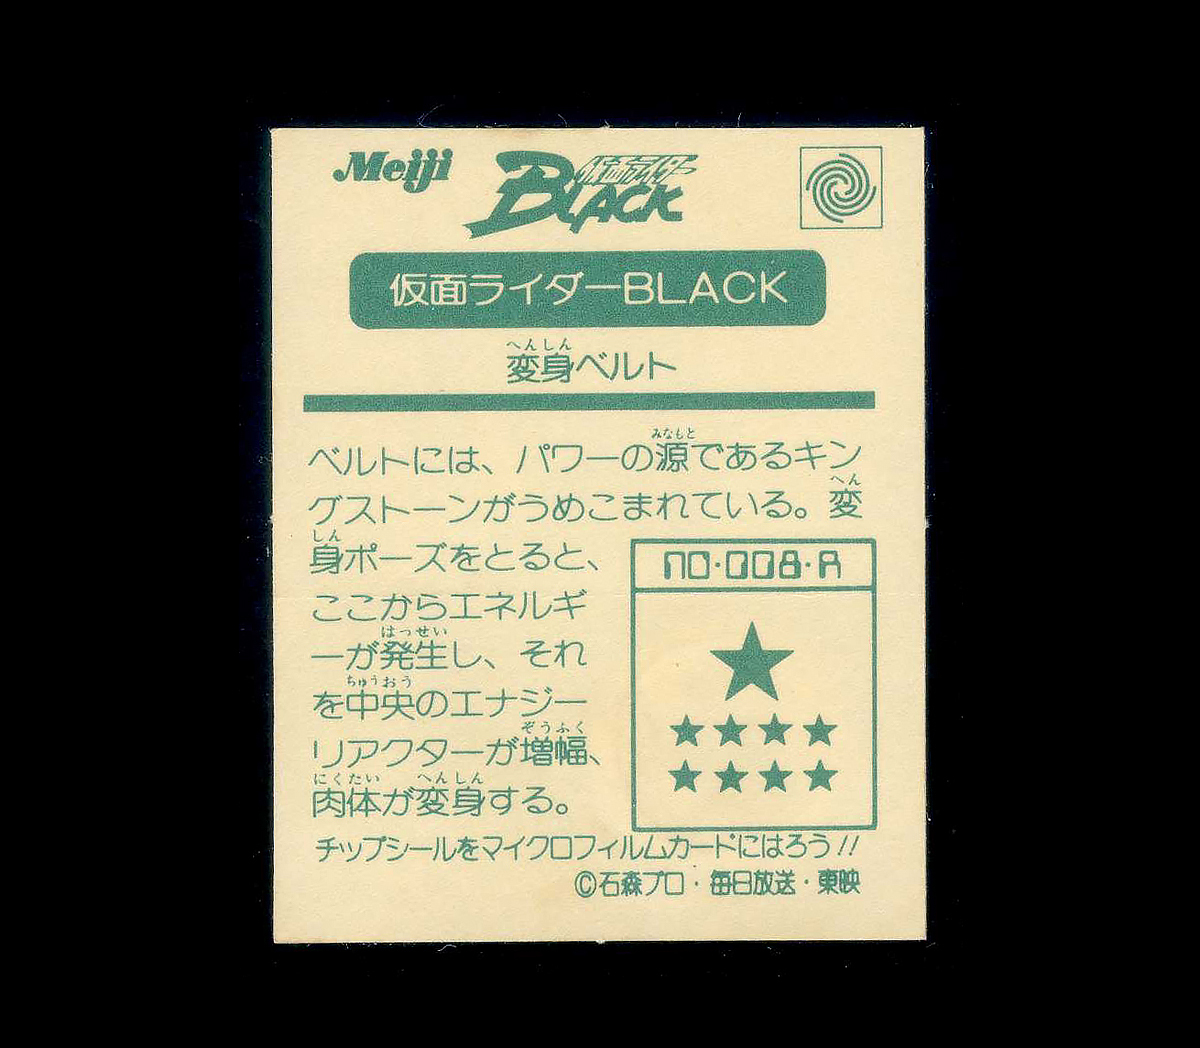 Meiji
仮面ライダー
BLACK
仮面ライダーBLACK
へんしん
変身ベルト
みなもと
ベルトには、パワーの源であるキン
へん
グストーンがうめこまれている。変
しん
身ポーズをとると、
ここからエネルギ
はっせい
ーが発生し、それ
ちゅうおう
を中央のエナジー
ぞうふく
リアクターが増幅、
にくたい へんしん
肉体が変身する。
NO・008・A
★
★★★★
★★★★
チップシールをマイクロフィルムカードにはろう!!
©石森プロ・毎日放送・東映